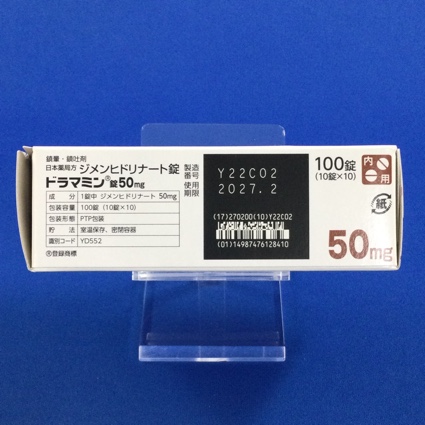 鎮暈・鎮吐剤
日本薬局方 ジメンヒドリナート錠
ドラマミン®錠50mg
成 分 1錠中 ジメンヒドリナート 50mg
包装容量 100錠(10錠×10)
包装形態 PTP包装
貯 法 室温保存、密閉容器
識別コード YD552
®登録商標
製造番号 Y22C02
使用期限 2027.2
(17)270200(10)Y22C02
(01)14987476128410
100錠
(10錠×10)
内用
紙
50mg